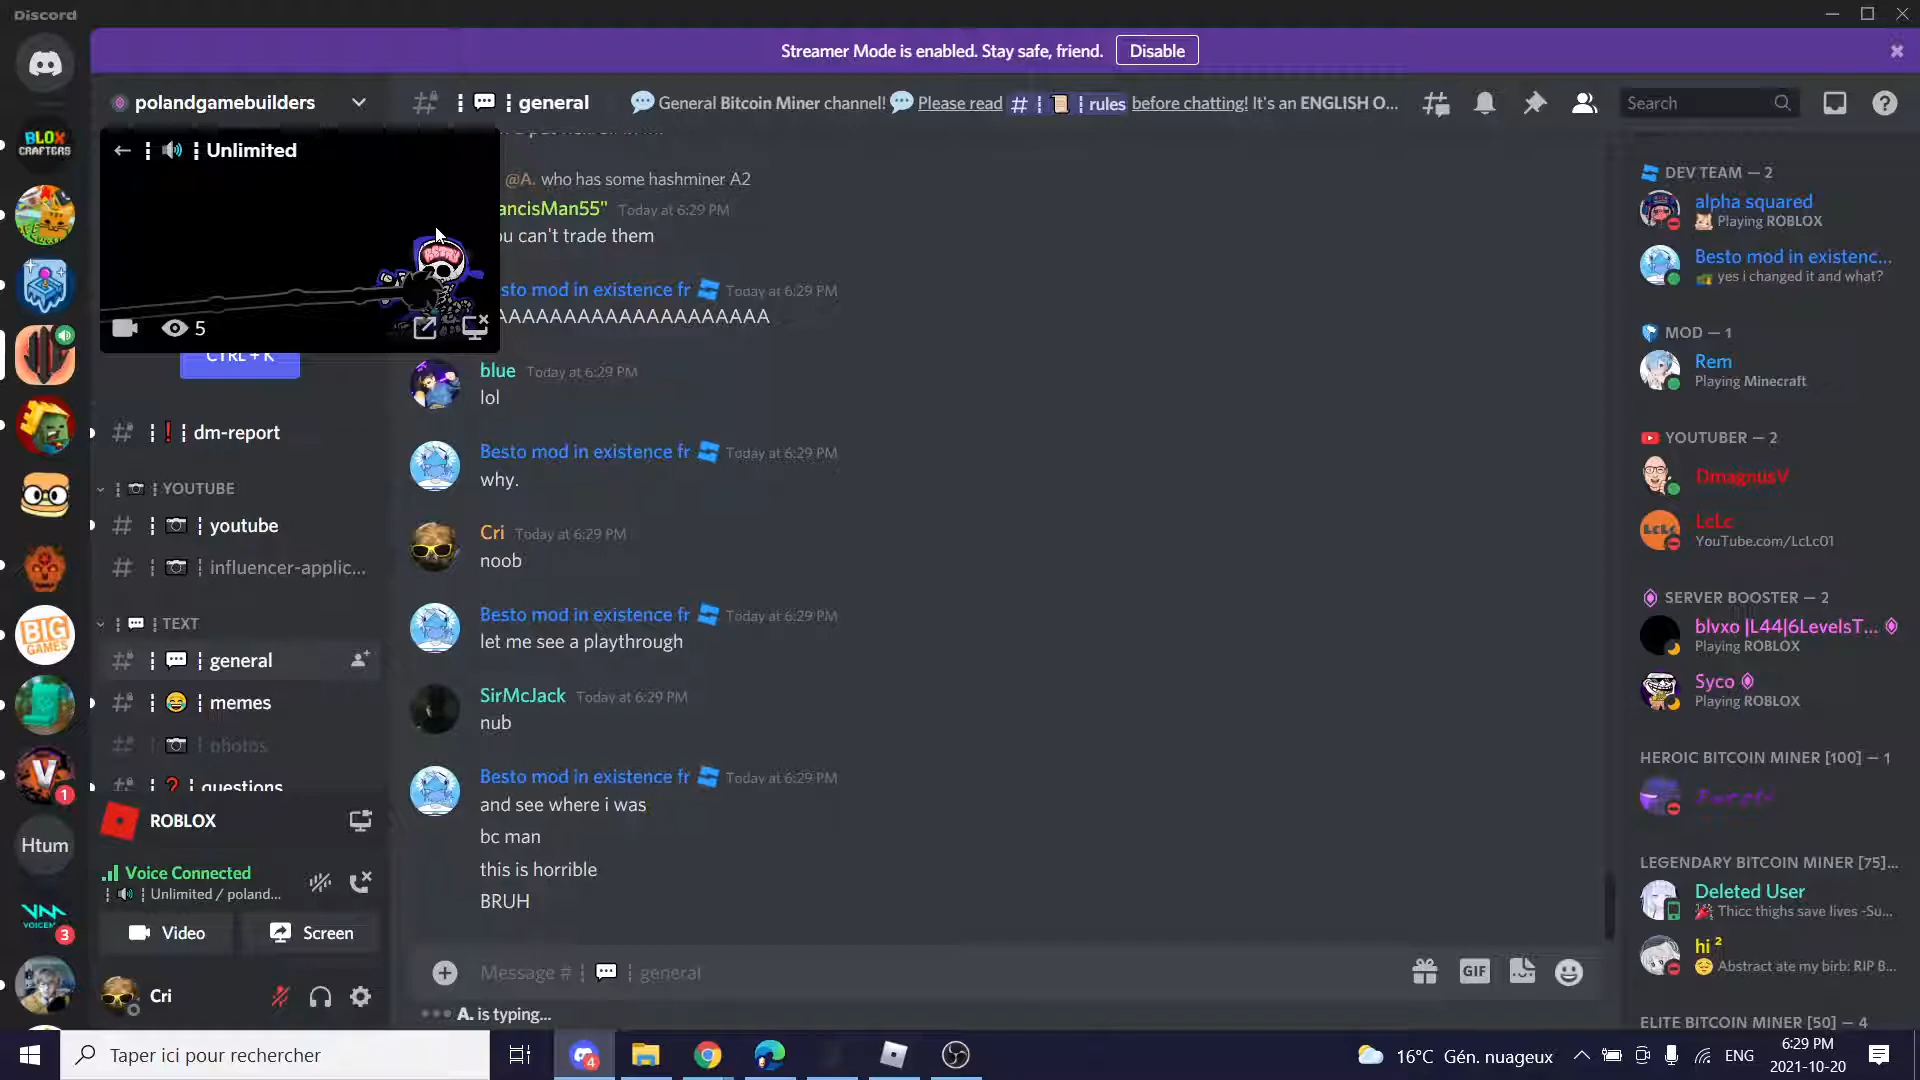 Discord
Streamer Mode is enabled. Stay safe, friend. Disable
polandgamebuilders
general
General Bitcoin Miner channel! Please read # rules before chatting! It's an ENGLISH O...
Search
Unlimited
5
CTRL + K
dm-report
YOUTUBE
youtube
influencer-applic...
TEXT
general
memes
photos
questions
ROBLOX
Voice Connected
Unlimited / poland...
Video
Screen
Cri
BLOX
CRAFTERS
BIG
GAMES
1
Htum
3
@A. who has some hashminer A2
ancisMan55" Today at 6:29 PM
ou can't trade them
sto mod in existence fr Today at 6:29 PM
AAAAAAAAAAAAAAAAAAAA
blue Today at 6:29 PM
lol
Besto mod in existence fr Today at 6:29 PM
why.
Cri Today at 6:29 PM
noob
Besto mod in existence fr Today at 6:29 PM
let me see a playthrough
SirMcJack Today at 6:29 PM
nub
Besto mod in existence fr Today at 6:29 PM
and see where i was
bc man
this is horrible
BRUH
Message # general
GIF
A. is typing...
DEV TEAM — 2
alpha squared
Playing ROBLOX
Besto mod in existenc...
yes i changed it and what?
MOD — 1
Rem
Playing Minecraft
YOUTUBER — 2
DmagnusV
LcLc
YouTube.com/LcLc01
SERVER BOOSTER — 2
blvxo |L44|6LevelsT...
Playing ROBLOX
Syco
Playing ROBLOX
HEROIC BITCOIN MINER [100] — 1
LEGENDARY BITCOIN MINER [75]...
Deleted User
Thicc thighs save lives -Su...
hi ²
Abstract ate my birb: RIP B...
ELITE BITCOIN MINER [50] — 4
Taper ici pour rechercher
4
16°C Gén. nuageux
ENG
6:29 PM
2021-10-20